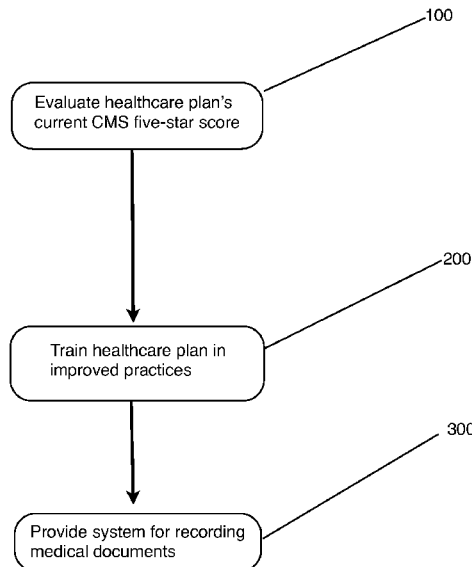 100
Evaluate healthcare plan's
current CMS five-star score
200
Train healthcare plan in
improved practices
300
Provide system for recording
medical documents